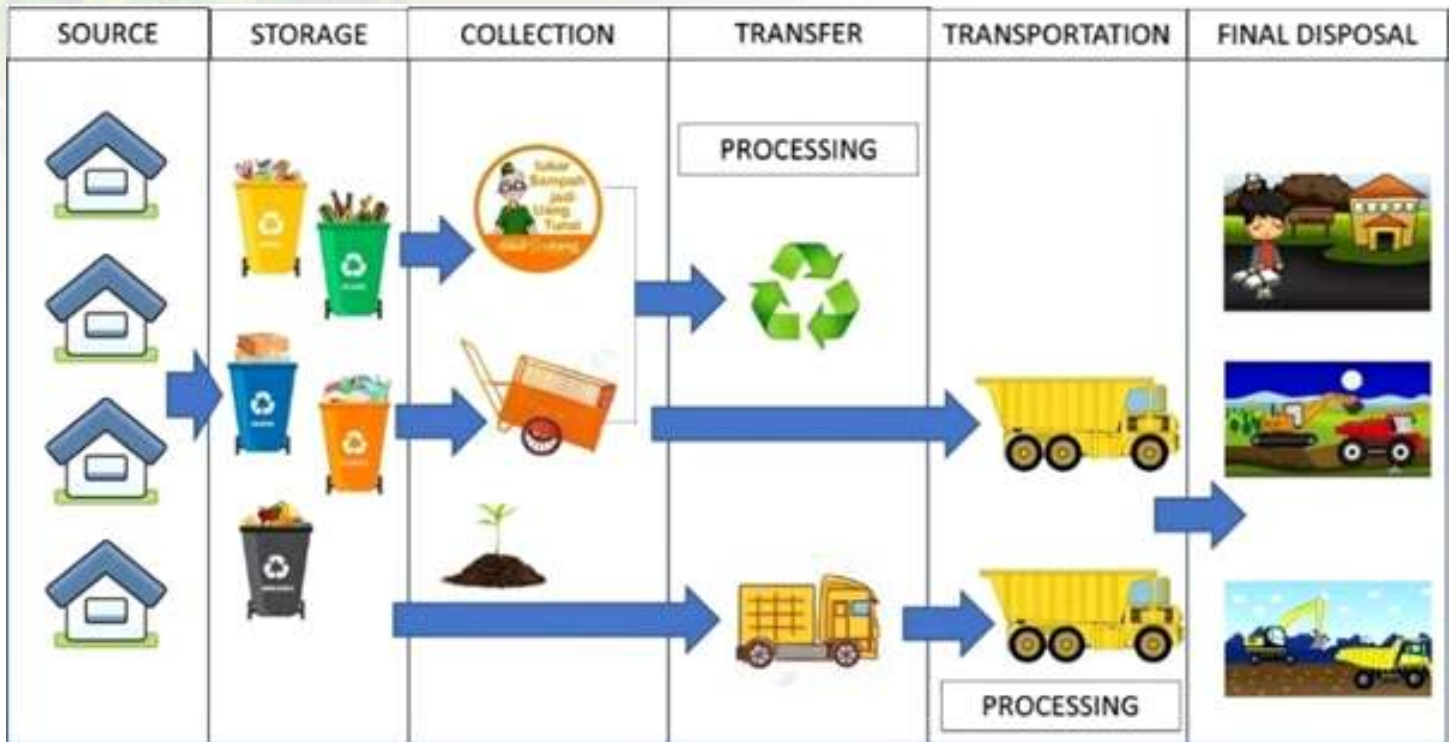 SOURCE
STORAGE
COLLECTION
TRANSFER
TRANSPORTATION
FINAL DISPOSAL
PROCESSING
tukar
Sampah
jadi
Uang
Tunai
PROCESSING